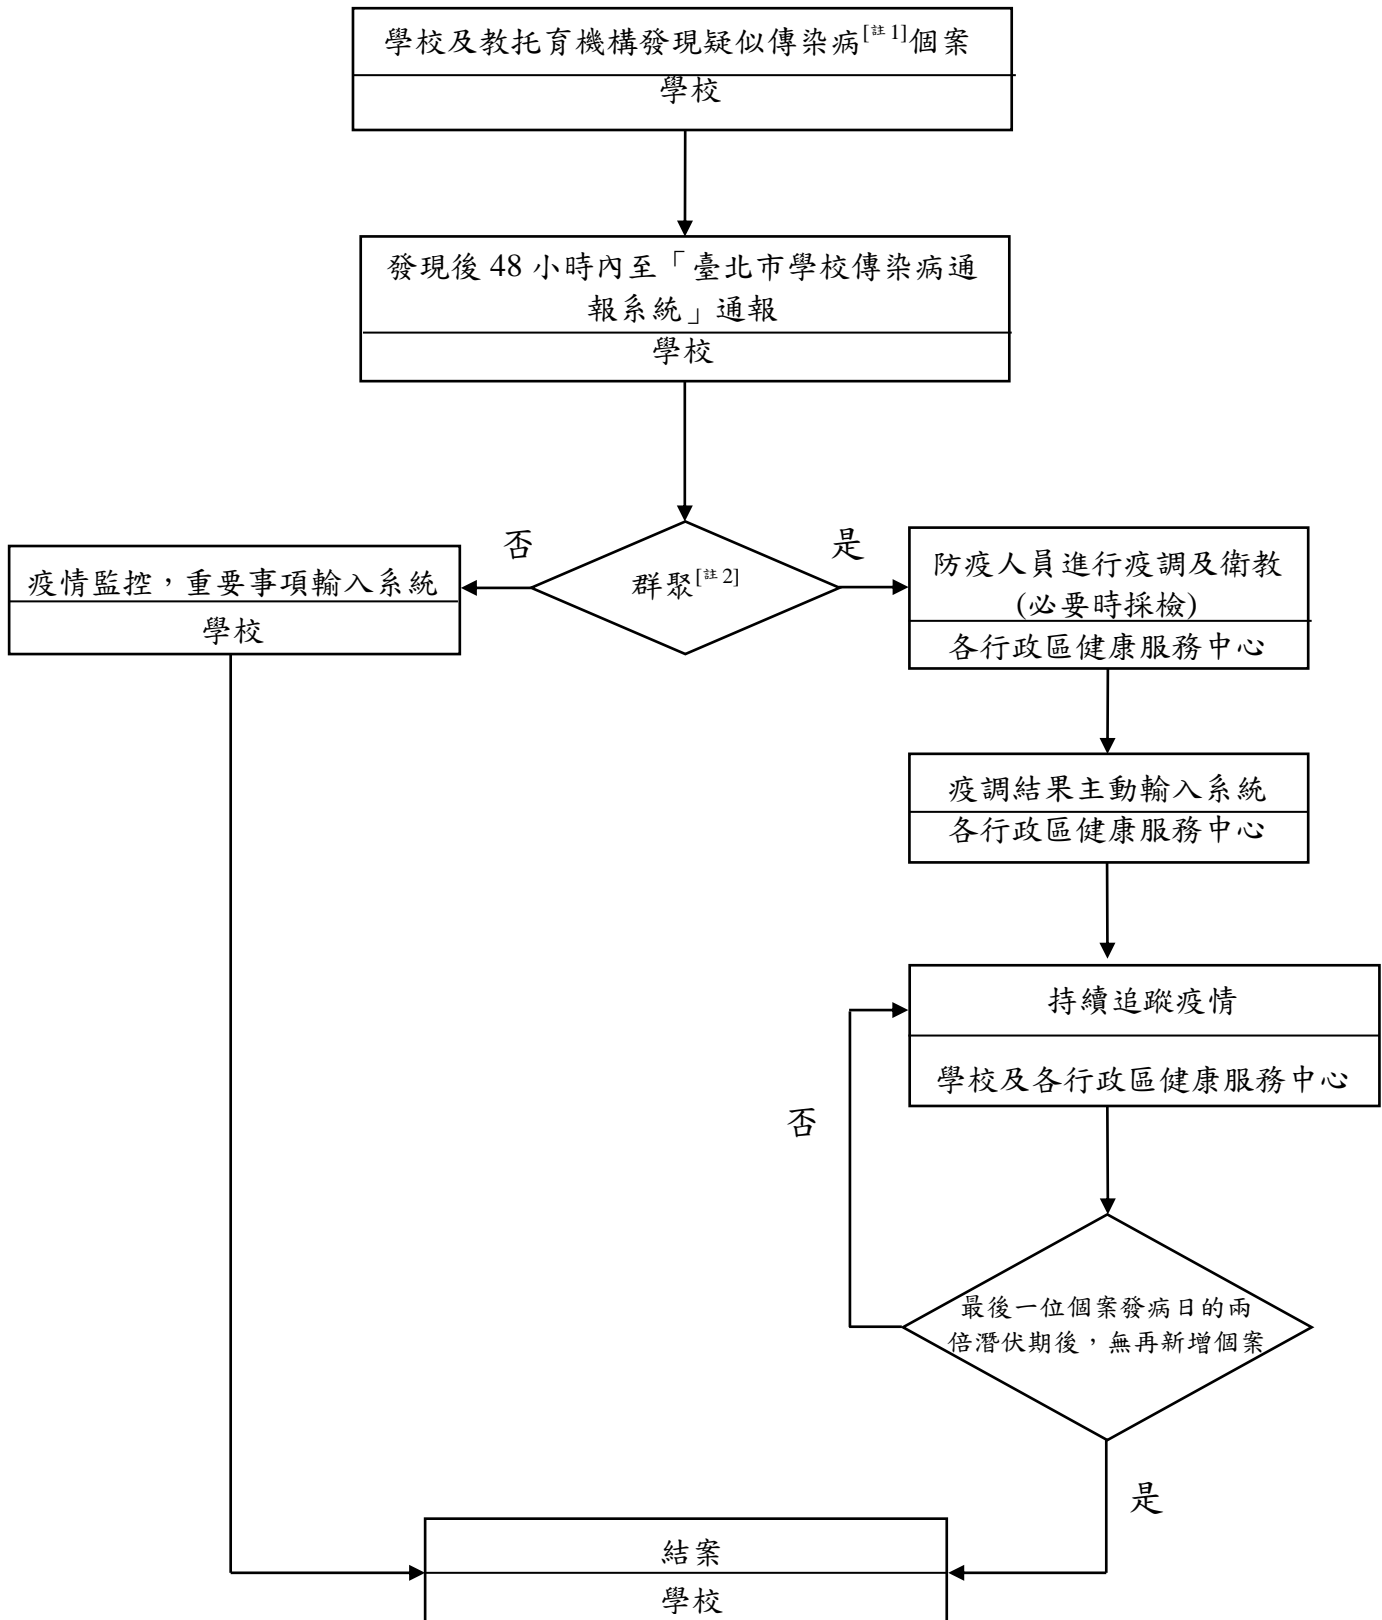 學校及教托育機構發現疑似傳染病[註1]個案
學校
發現後 48 小時內至「臺北市學校傳染病通
報系統」通報
學校
否
是
群聚[註2]
疫情監控，重要事項輸入系統
學校
防疫人員進行疫調及衛教
(必要時採檢)
各行政區健康服務中心
疫調結果主動輸入系統
各行政區健康服務中心
持續追蹤疫情
學校及各行政區健康服務中心
否
最後一位個案發病日的兩
倍潛伏期後，無再新增個案
是
結案
學校